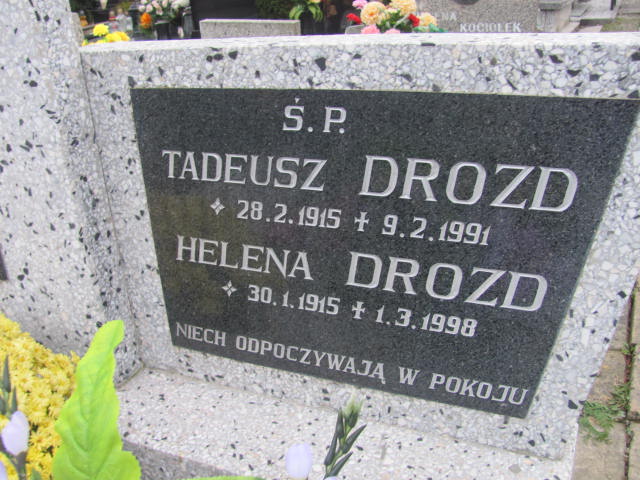 KOCIOŁEK
Ś. P.
TADEUSZ DROZD
✦ 28.2.1915 ✝ 9.2.1991
HELENA DROZD
✦ 30.1.1915 ✝ 1.3.1998
NIECH ODPOCZYWAJĄ W POKOJU